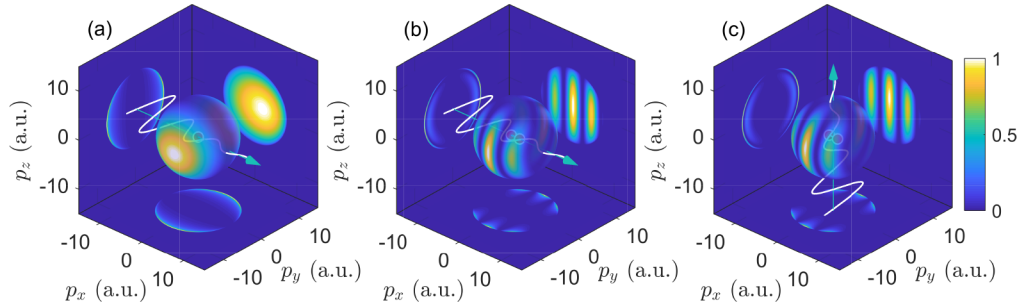 (a) (b) (c)
10 10 10 1
p_z (a.u.) 0 p_z (a.u.) 0 p_z (a.u.) 0 0.5
-10 -10 -10 0
-10 10 -10 10 -10 10
0 0 0 0 0 0
10 -10 10 -10 10 -10
p_x (a.u.) p_y (a.u.) p_x (a.u.) p_y (a.u.) p_x (a.u.) p_y (a.u.)